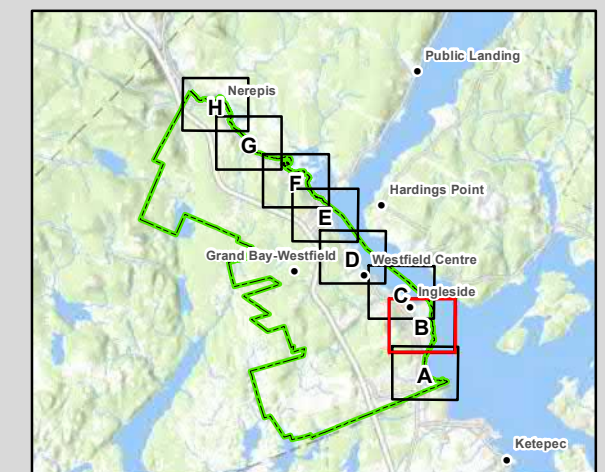 Public Landing
Nerepis
H
G
F
Hardings Point
E
Grand Bay-Westfield
D
Westfield Centre
C
Ingleside
B
A
Ketepec